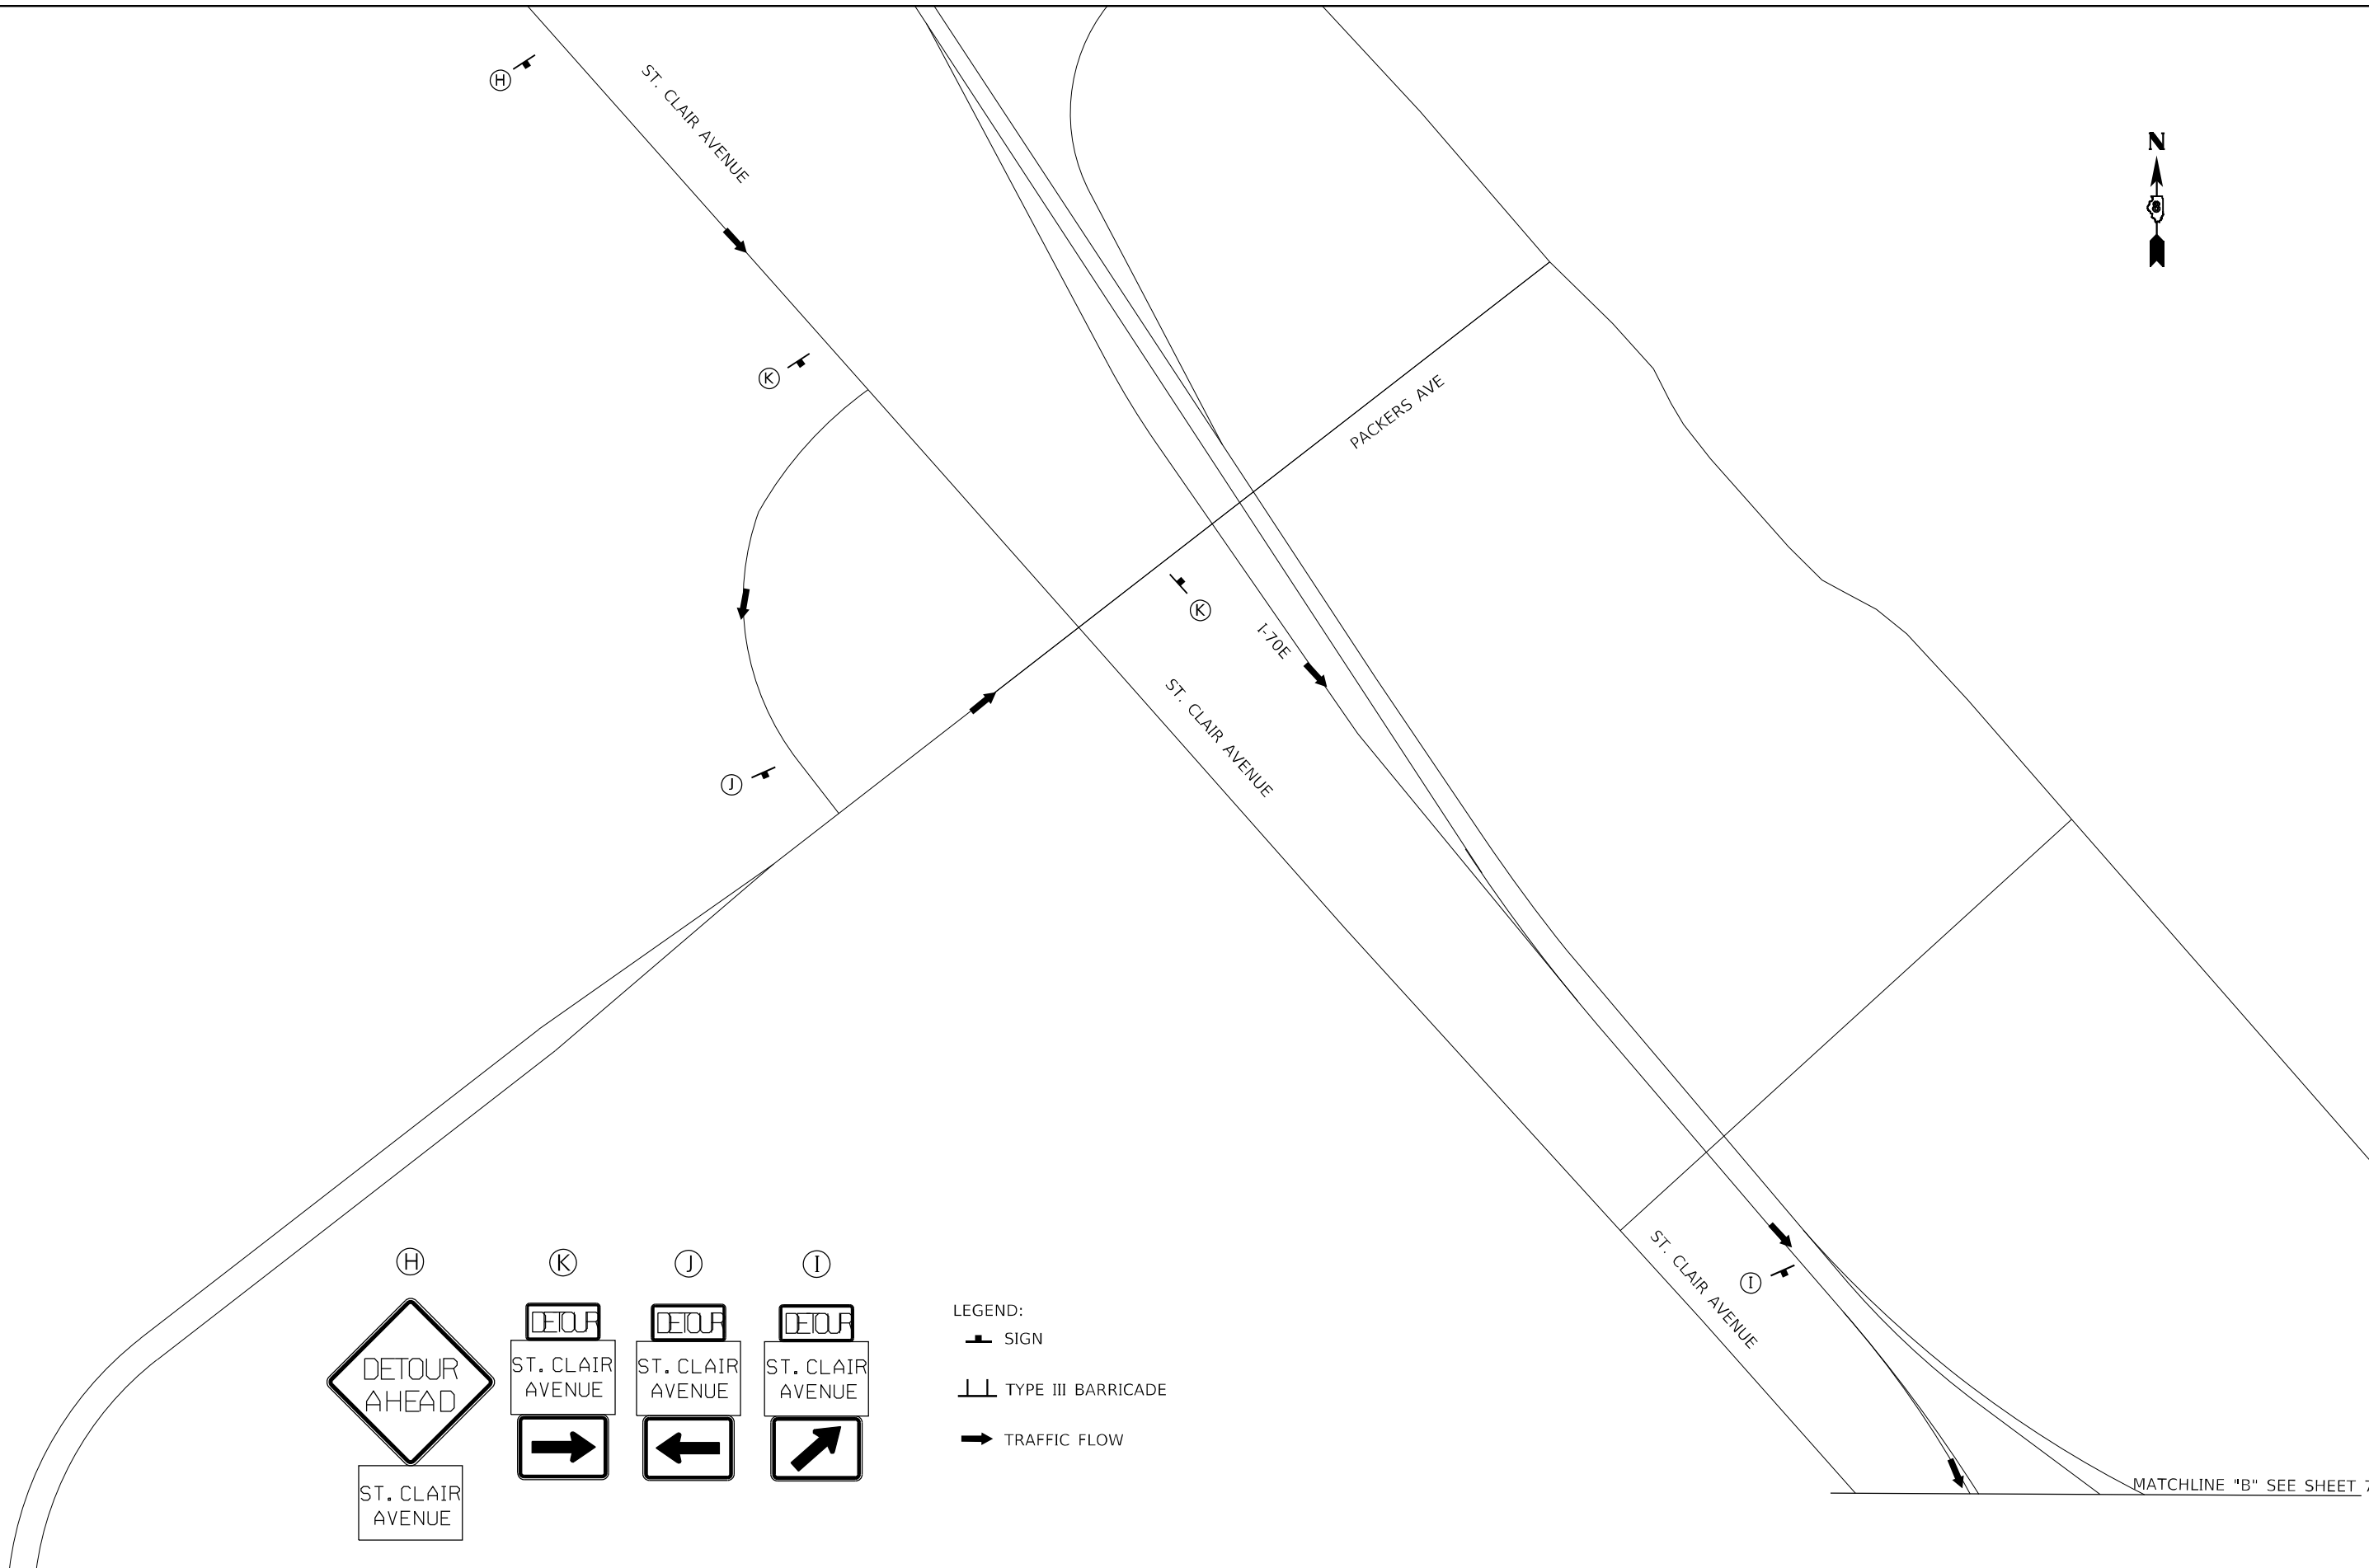 H
ST. CLAIR AVENUE
N
8
K
PACKERS AVE
K
I-70E
ST. CLAIR AVENUE
J
ST. CLAIR AVENUE
I
H
DETOUR
AHEAD
ST. CLAIR
AVENUE
K
DETOUR
ST. CLAIR
AVENUE
J
DETOUR
ST. CLAIR
AVENUE
I
DETOUR
ST. CLAIR
AVENUE
LEGEND:
SIGN
TYPE III BARRICADE
TRAFFIC FLOW
MATCHLINE "B" SEE SHEET 7